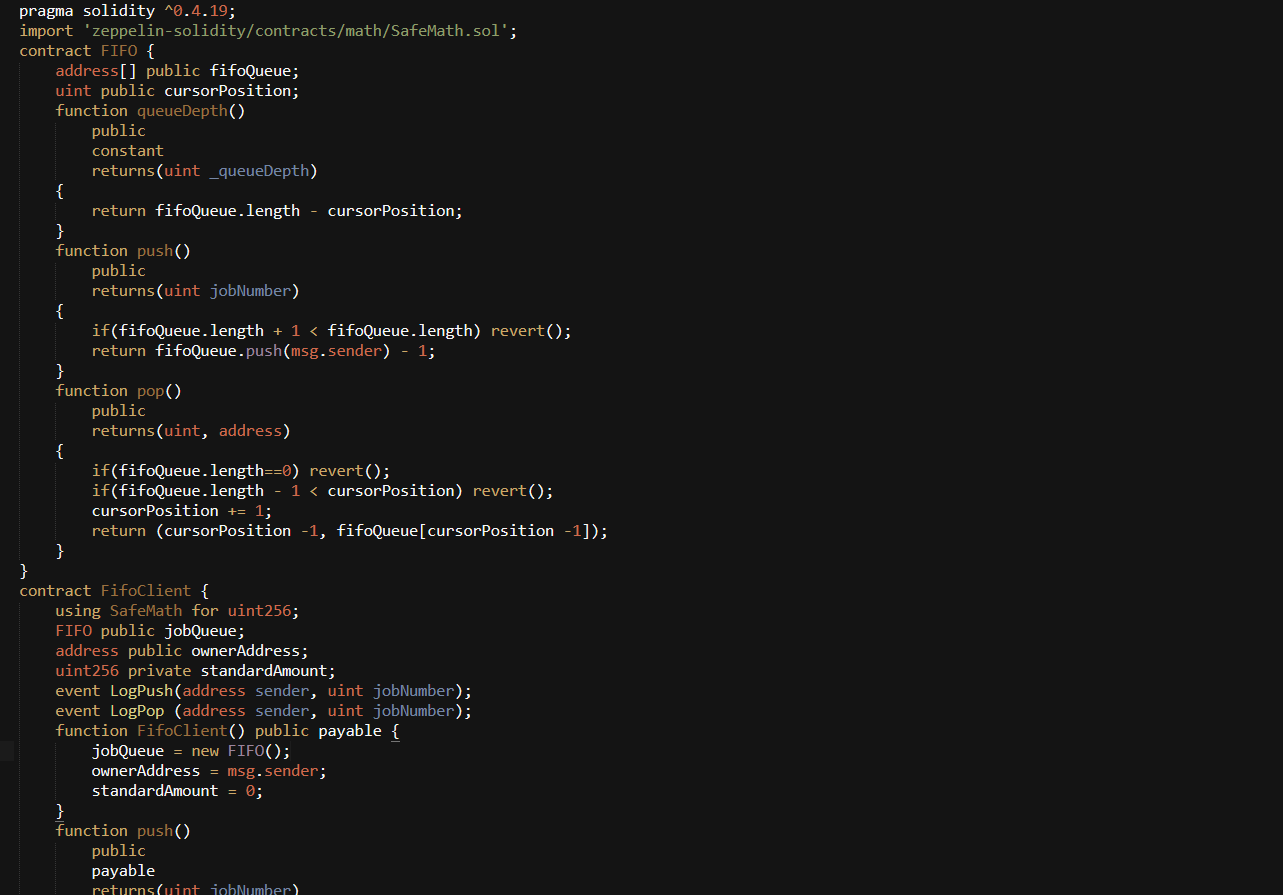 pragma solidity ^0.4.19;
import 'zeppelin-solidity/contracts/math/SafeMath.sol';
contract FIFO {
    address[] public fifoQueue;
    uint public cursorPosition;
    function queueDepth()
        public
        constant
        returns(uint _queueDepth)
    {
        return fifoQueue.length - cursorPosition;
    }
    function push()
        public
        returns(uint jobNumber)
    {
        if(fifoQueue.length + 1 < fifoQueue.length) revert();
        return fifoQueue.push(msg.sender) - 1;
    }
    function pop()
        public
        returns(uint, address)
    {
        if(fifoQueue.length==0) revert();
        if(fifoQueue.length - 1 < cursorPosition) revert();
        cursorPosition += 1;
        return (cursorPosition -1, fifoQueue[cursorPosition -1]);
    }
}
contract FifoClient {
    using SafeMath for uint256;
    FIFO public jobQueue;
    address public ownerAddress;
    uint256 private standardAmount;
    event LogPush(address sender, uint jobNumber);
    event LogPop (address sender, uint jobNumber);
    function FifoClient() public payable {
        jobQueue = new FIFO();
        ownerAddress = msg.sender;
        standardAmount = 0;
    }
    function push()
        public
        payable
        returns(uint jobNumber)